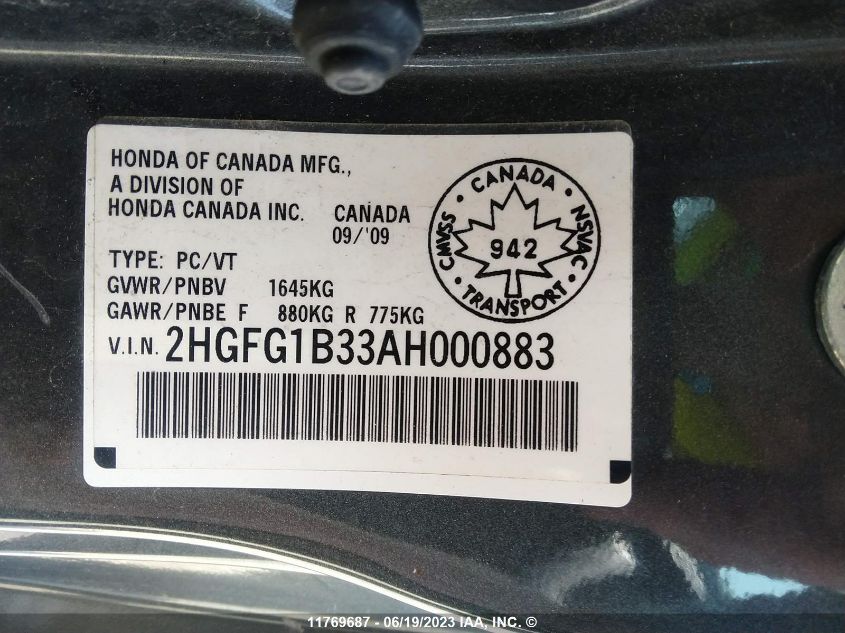 HONDA OF CANADA MFG.,
A DIVISION OF
HONDA CANADA INC. CANADA
09/'09
TYPE: PC/VT
GVWR/PNBV 1645KG
GAWR/PNBE F 880KG R 775KG
V.I.N. 2HGFG1B33AH000883
• CANADA •
CMVSS
942
NSVAC
• TRANSPORT •
11769687 - 06/19/2023 IAA, INC. ©